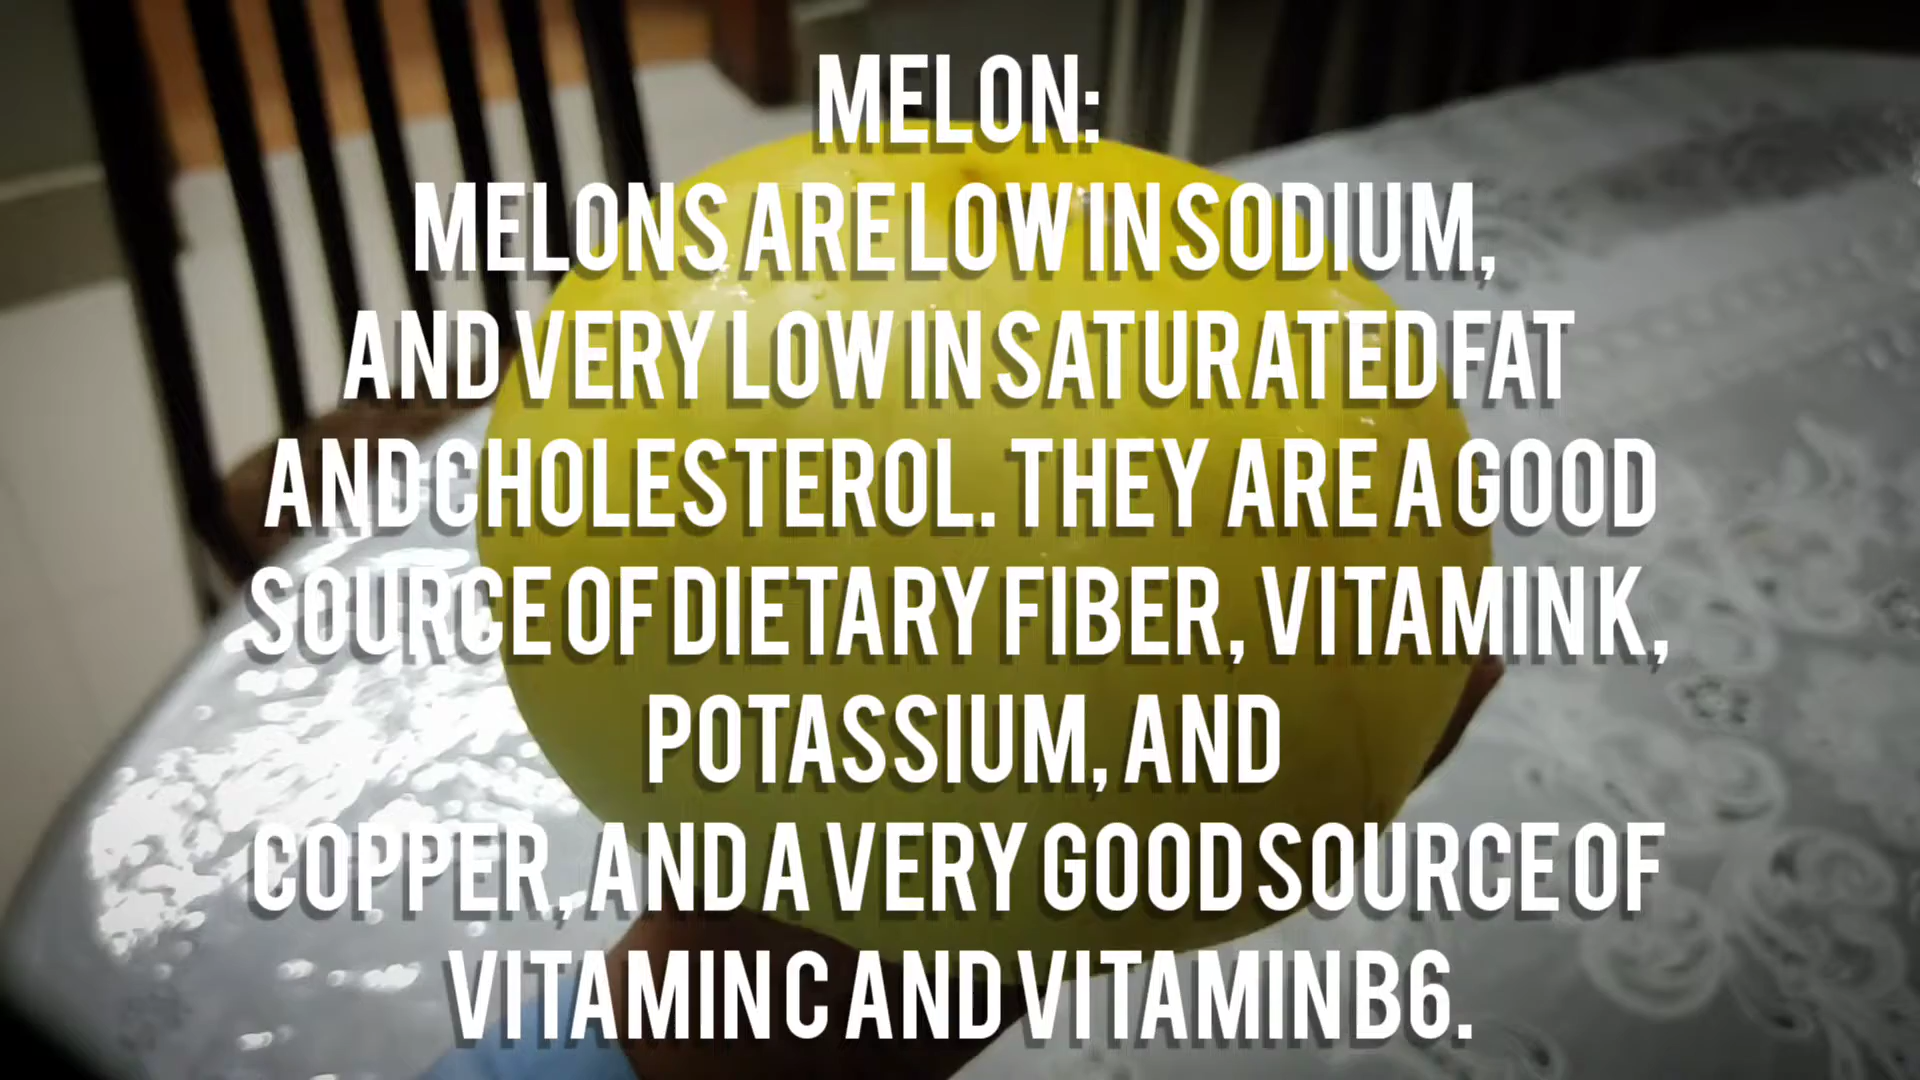 MELON:
MELONS ARE LOW IN SODIUM,
AND VERY LOW IN SATURATED FAT
AND CHOLESTEROL. THEY ARE A GOOD
SOURCE OF DIETARY FIBER, VITAMIN K,
POTASSIUM, AND
COPPER, AND A VERY GOOD SOURCE OF
VITAMIN C AND VITAMIN B6.